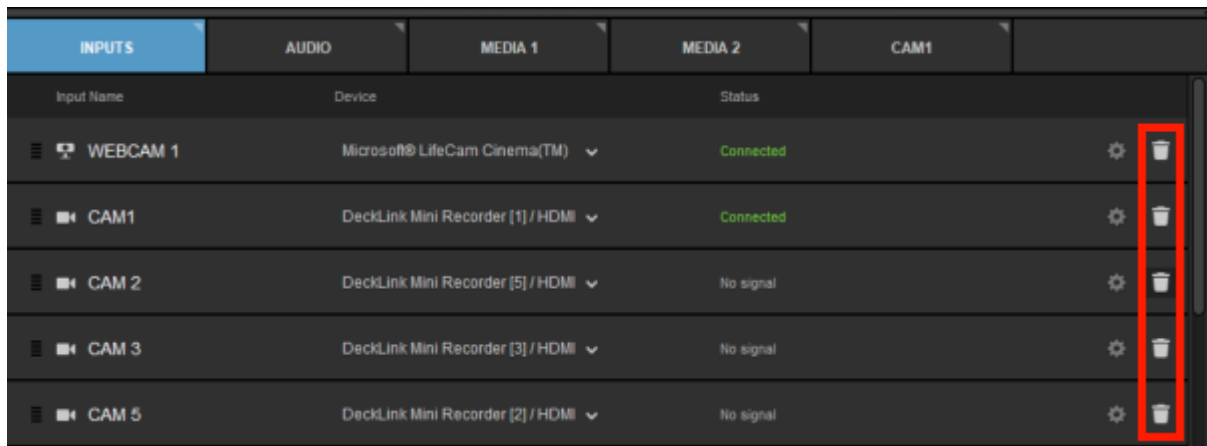 INPUTS AUDIO MEDIA 1 MEDIA 2 CAM1
Input Name Device Status
WEBCAM 1 Microsoft® LifeCam Cinema(TM) Connected
CAM1 DeckLink Mini Recorder [1] / HDMI Connected
CAM 2 DeckLink Mini Recorder [5] / HDMI No signal
CAM 3 DeckLink Mini Recorder [3] / HDMI No signal
CAM 5 DeckLink Mini Recorder [2] / HDMI No signal